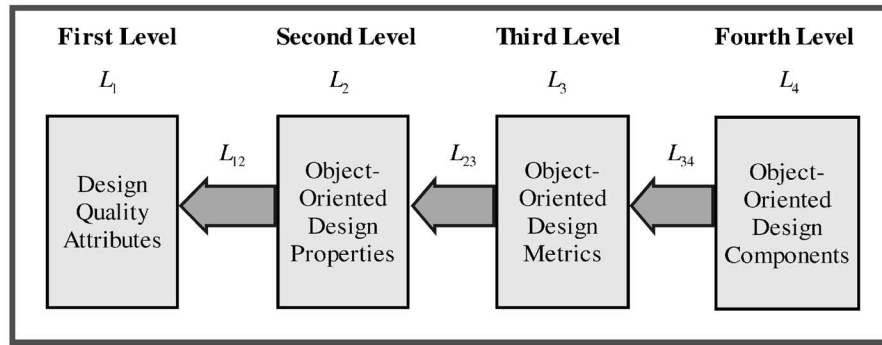 First Level Second Level Third Level Fourth Level
L₁ L₂ L₃ L₄
L₁₂ L₂₃ L₃₄
Design
Quality
Attributes
Object-
Oriented
Design
Properties
Object-
Oriented
Design
Metrics
Object-
Oriented
Design
Components